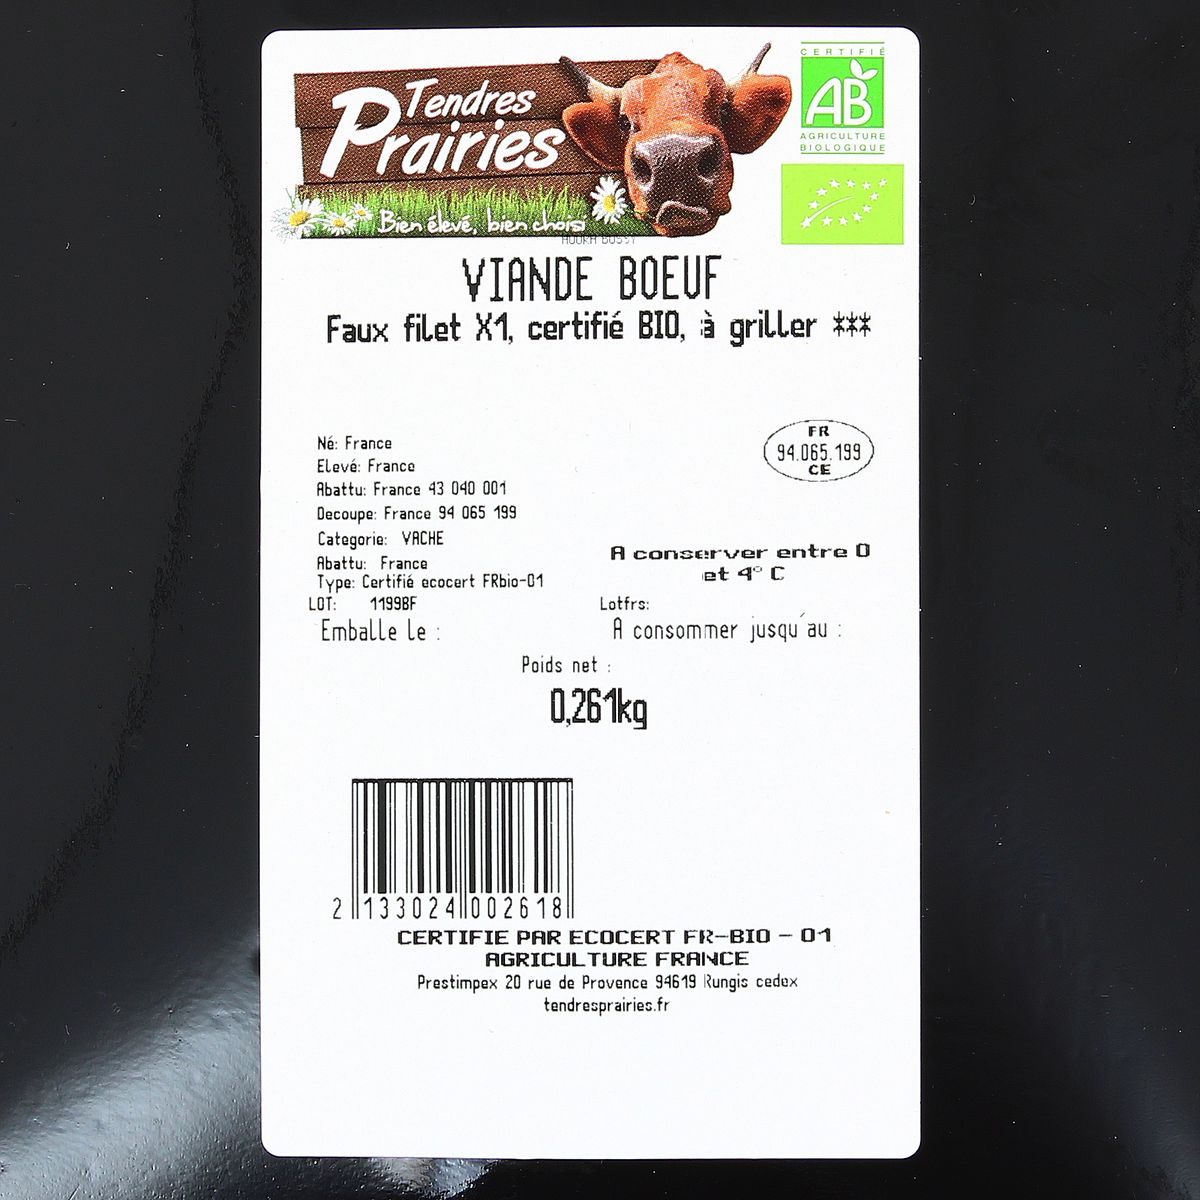 Tendres
Prairies
Bien élevé, bien choisi
CERTIFIÉ
AB
AGRICULTURE
BIOLOGIQUE
VIANDE BOEUF
Faux filet X1, certifié BIO, à griller ***
Né: France
Elevé: France
Abattu: France 43 040 001
Decoupe: France 94 065 199
Categorie: VACHE
Abattu: France
Type: Certifié ecocert FRbio-01
LOT: 1199BF
Emballe le :
FR
94.065.199
CE
A conserver entre 0
et 4° C
Lotfrs:
A consommer jusqu'au :
Poids net :
0,261kg
2 133024 002618
CERTIFIE PAR ECOCERT FR-BIO - 01
AGRICULTURE FRANCE
Prestimpex 20 rue de Provence 94619 Rungis cedex
tendresprairies.fr